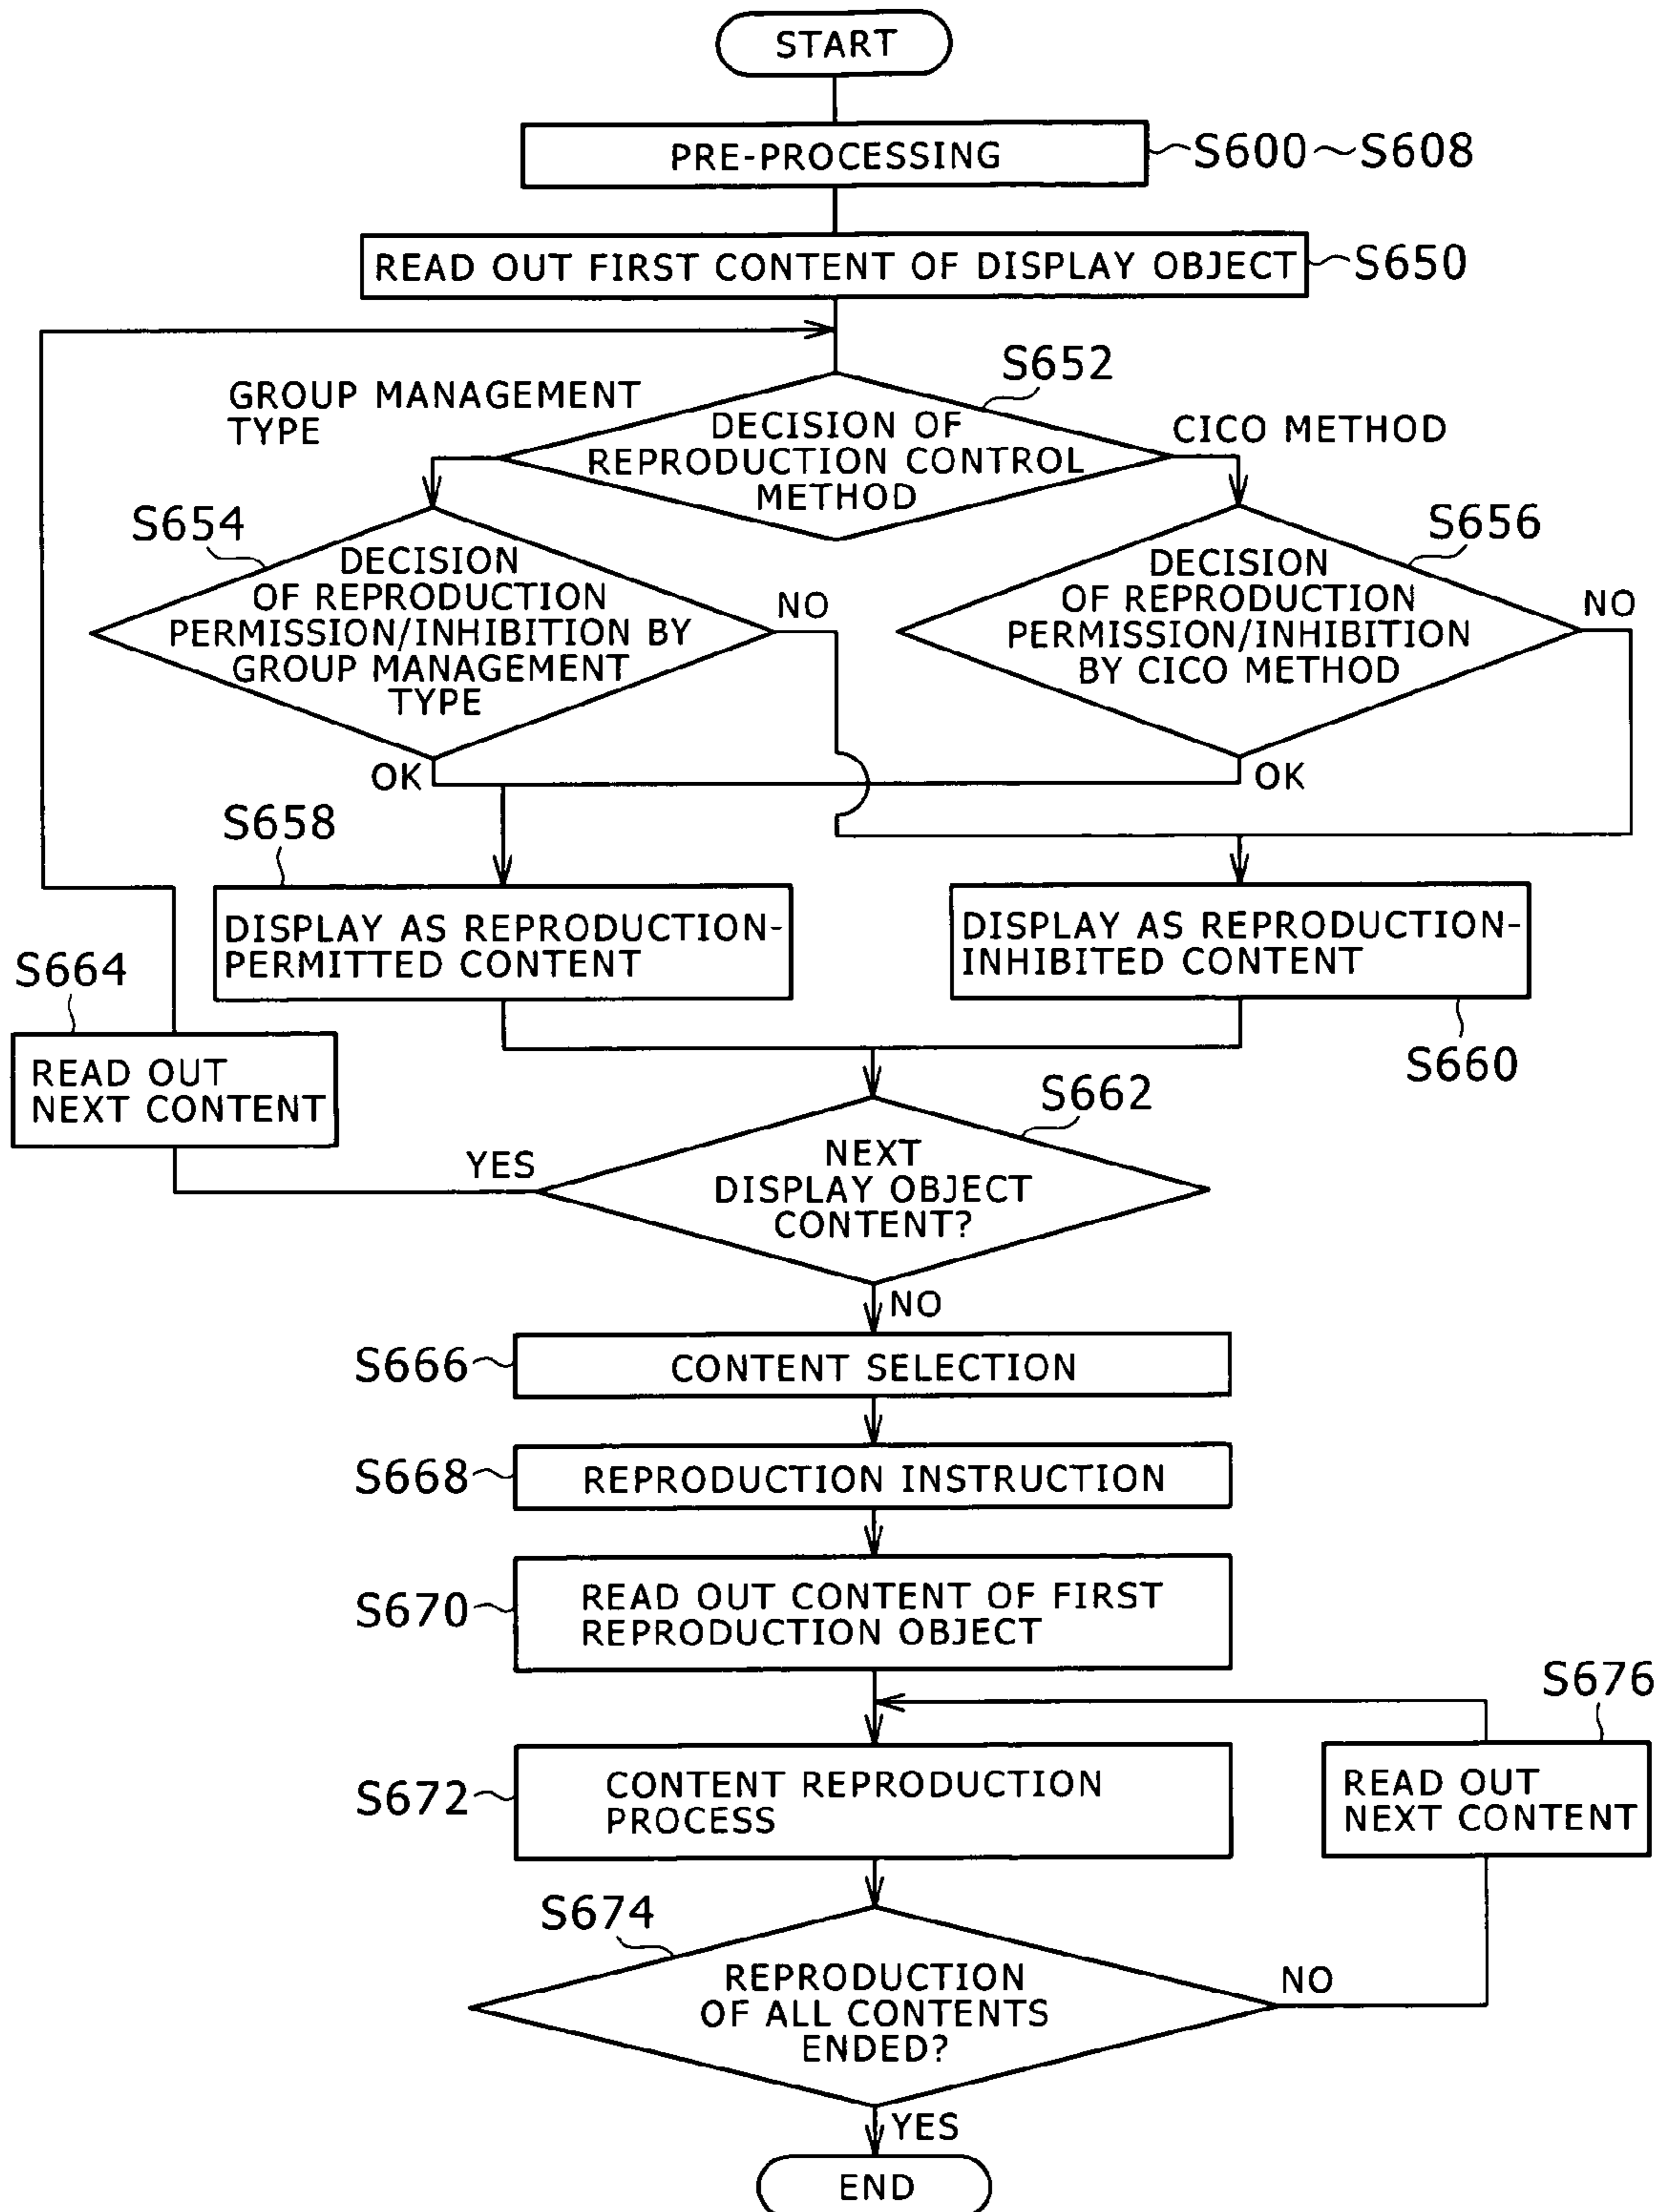 START
PRE-PROCESSING
S600~S608
READ OUT FIRST CONTENT OF DISPLAY OBJECT
S650
S652
GROUP MANAGEMENT
TYPE
DECISION OF
REPRODUCTION CONTROL
METHOD
CICO METHOD
S654
DECISION
OF REPRODUCTION
PERMISSION/INHIBITION BY
GROUP MANAGEMENT
TYPE
NO
OK
S656
DECISION
OF REPRODUCTION
PERMISSION/INHIBITION
BY CICO METHOD
NO
OK
S658
DISPLAY AS REPRODUCTION-
PERMITTED CONTENT
DISPLAY AS REPRODUCTION-
INHIBITED CONTENT
S660
S664
READ OUT
NEXT CONTENT
S662
YES
NEXT
DISPLAY OBJECT
CONTENT?
NO
S666
CONTENT SELECTION
S668
REPRODUCTION INSTRUCTION
S670
READ OUT CONTENT OF FIRST
REPRODUCTION OBJECT
S676
READ OUT
NEXT CONTENT
S672
CONTENT REPRODUCTION
PROCESS
S674
REPRODUCTION
OF ALL CONTENTS
ENDED?
NO
YES
END